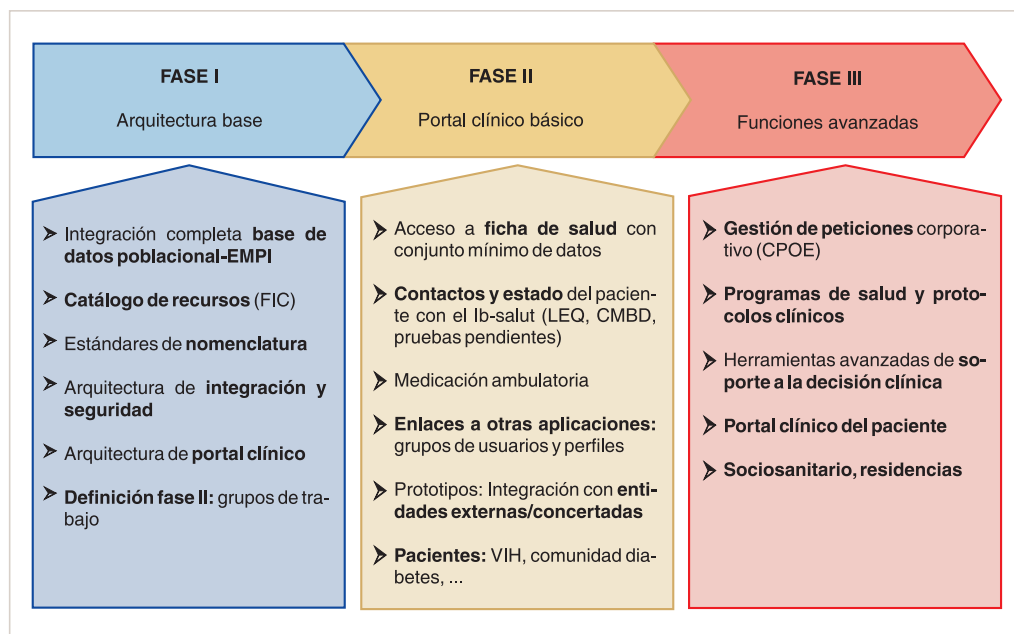 FASE I
Arquitectura base
FASE II
Portal clínico básico
FASE III
Funciones avanzadas
Integración completa base de
datos poblacional-EMPI
Catálogo de recursos (FIC)
Estándares de nomenclatura
Arquitectura de integración y
seguridad
Arquitectura de portal clínico
Definición fase II: grupos de tra-
bajo
Acceso a ficha de salud con
conjunto mínimo de datos
Contactos y estado del pacien-
te con el Ib-salut (LEQ, CMBD,
pruebas pendientes)
Medicación ambulatoria
Enlaces a otras aplicaciones:
grupos de usuarios y perfiles
Prototipos: Integración con enti-
dades externas/concertadas
Pacientes: VIH, comunidad dia-
betes, ...
Gestión de peticiones corpora-
tivo (CPOE)
Programas de salud y proto-
colos clínicos
Herramientas avanzadas de so-
porte a la decisión clínica
Portal clínico del paciente
Sociosanitario, residencias